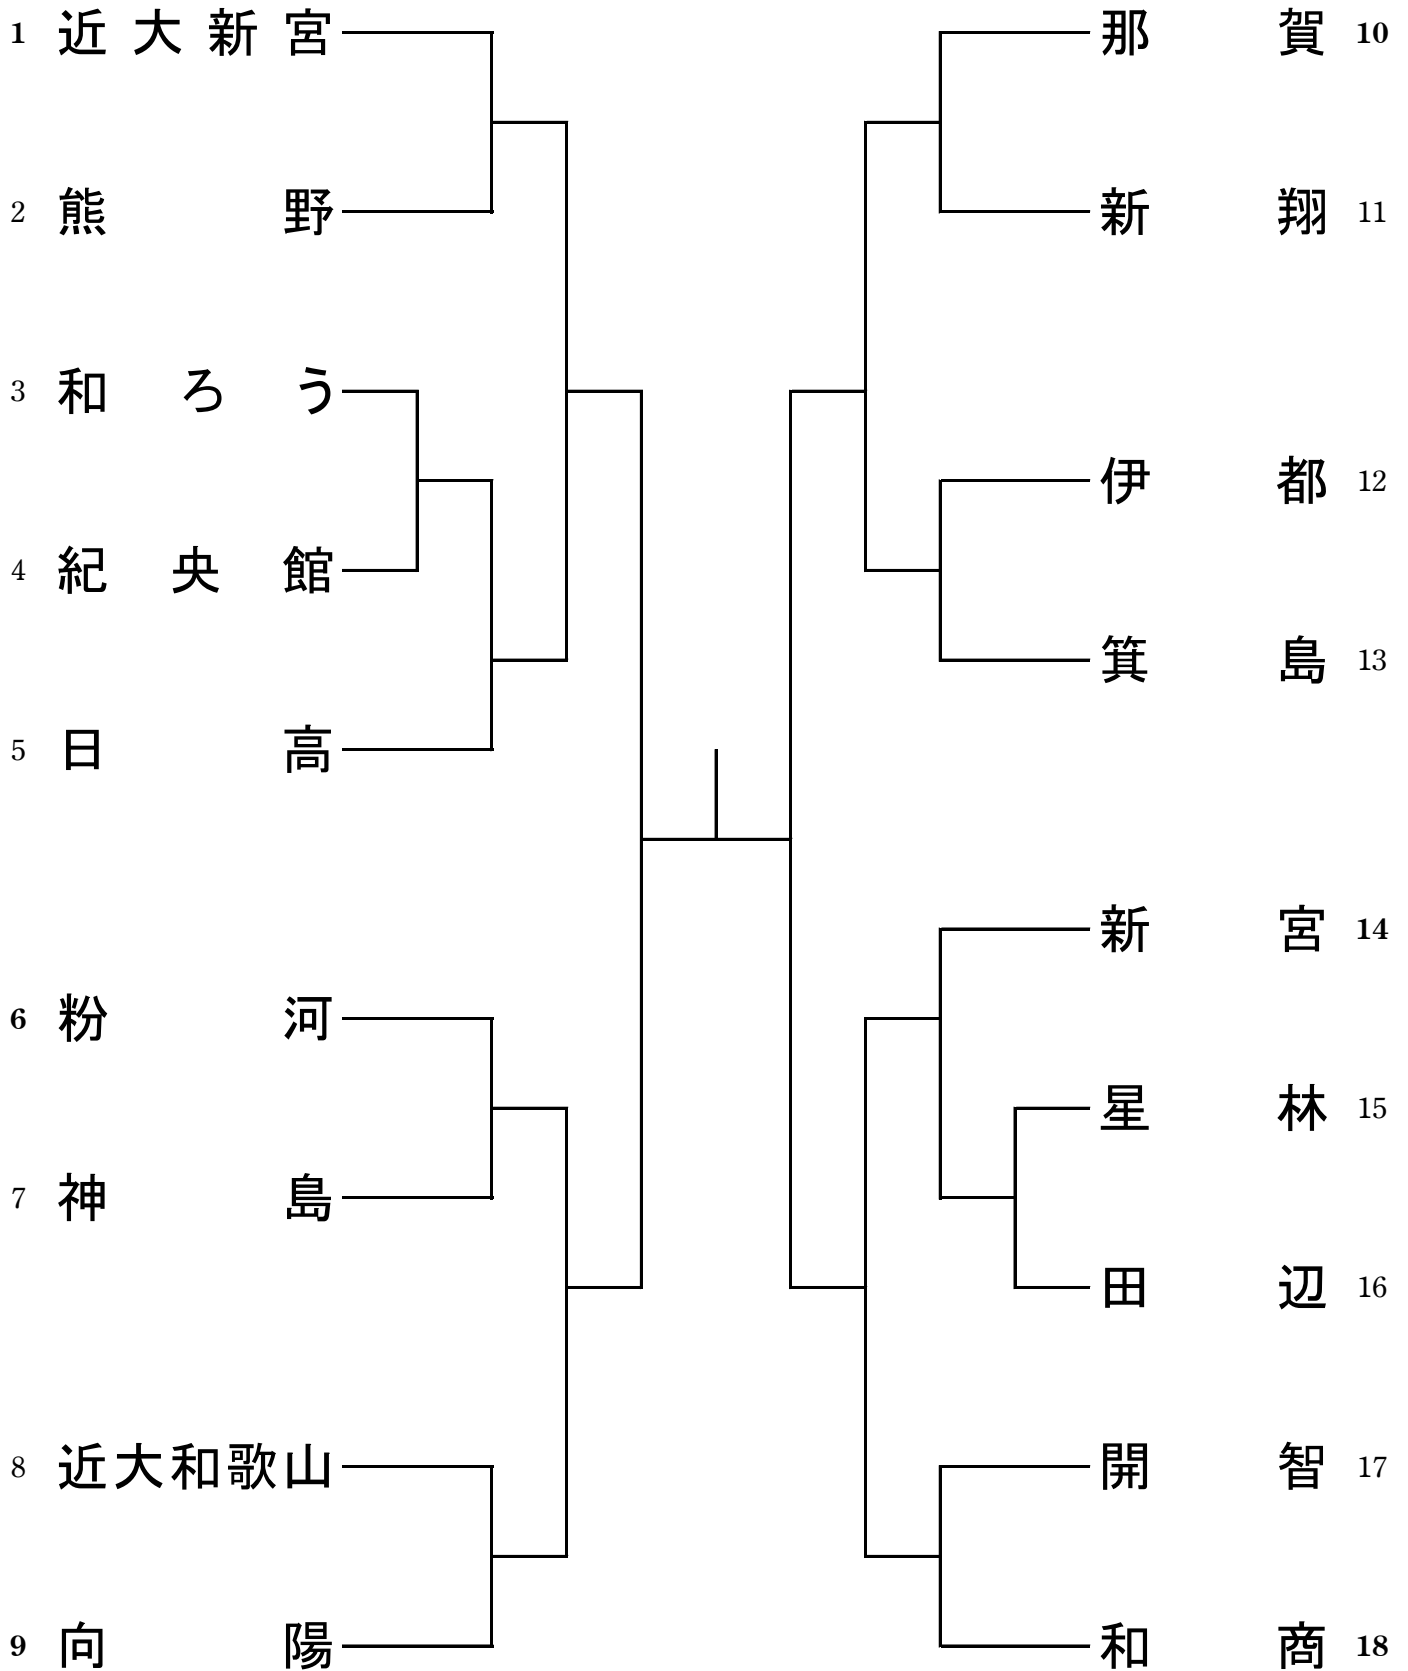 1 近大新宮
2 熊野
3 和ろう
4 紀央館
5 日高
6 粉河
7 神島
8 近大和歌山
9 向陽
那賀 10
新翔 11
伊都 12
箕島 13
新宮 14
星林 15
田辺 16
開智 17
和商 18